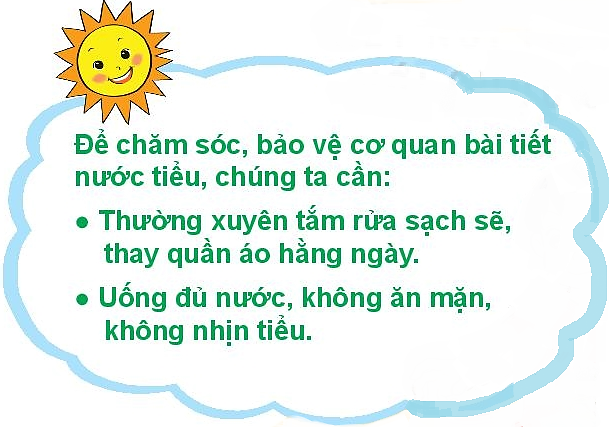 Để chăm sóc, bảo vệ cơ quan bài tiết
nước tiểu, chúng ta cần:
● Thường xuyên tắm rửa sạch sẽ,
thay quần áo hằng ngày.
● Uống đủ nước, không ăn mặn,
không nhịn tiểu.